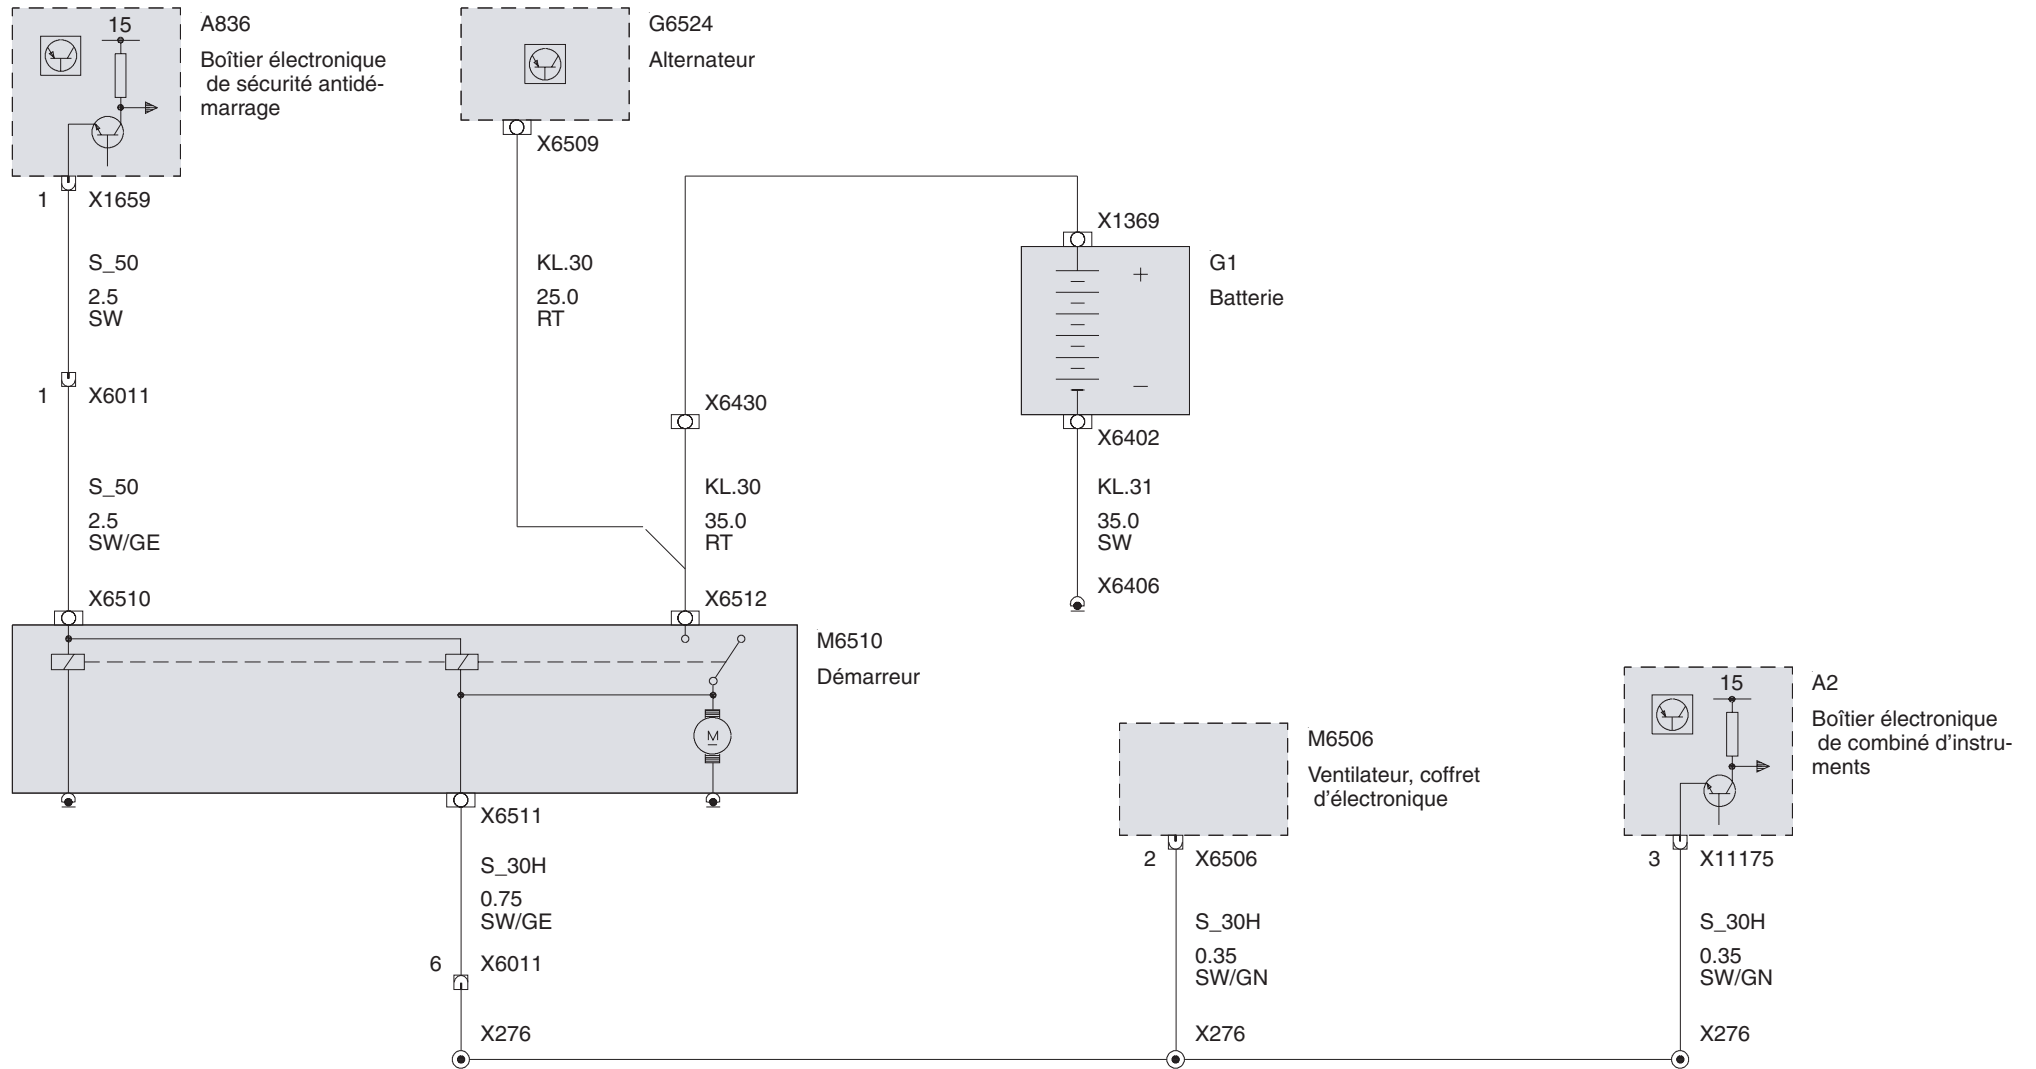 15
A836
Boîtier électronique
de sécurité antidé-
marrage
1
X1659
S_50
2.5
SW
1
X6011
S_50
2.5
SW/GE
X6510
G6524
Alternateur
X6509
KL.30
25.0
RT
X6430
KL.30
35.0
RT
X6512
X1369
+
G1
Batterie
–
X6402
KL.31
35.0
SW
X6406
M6510
Démarreur
M
X6511
S_30H
0.75
SW/GE
6
X6011
X276
M6506
Ventilateur, coffret
d’électronique
2
X6506
S_30H
0.35
SW/GN
X276
15
A2
Boîtier électronique
de combiné d’instru-
ments
3
X11175
S_30H
0.35
SW/GN
X276